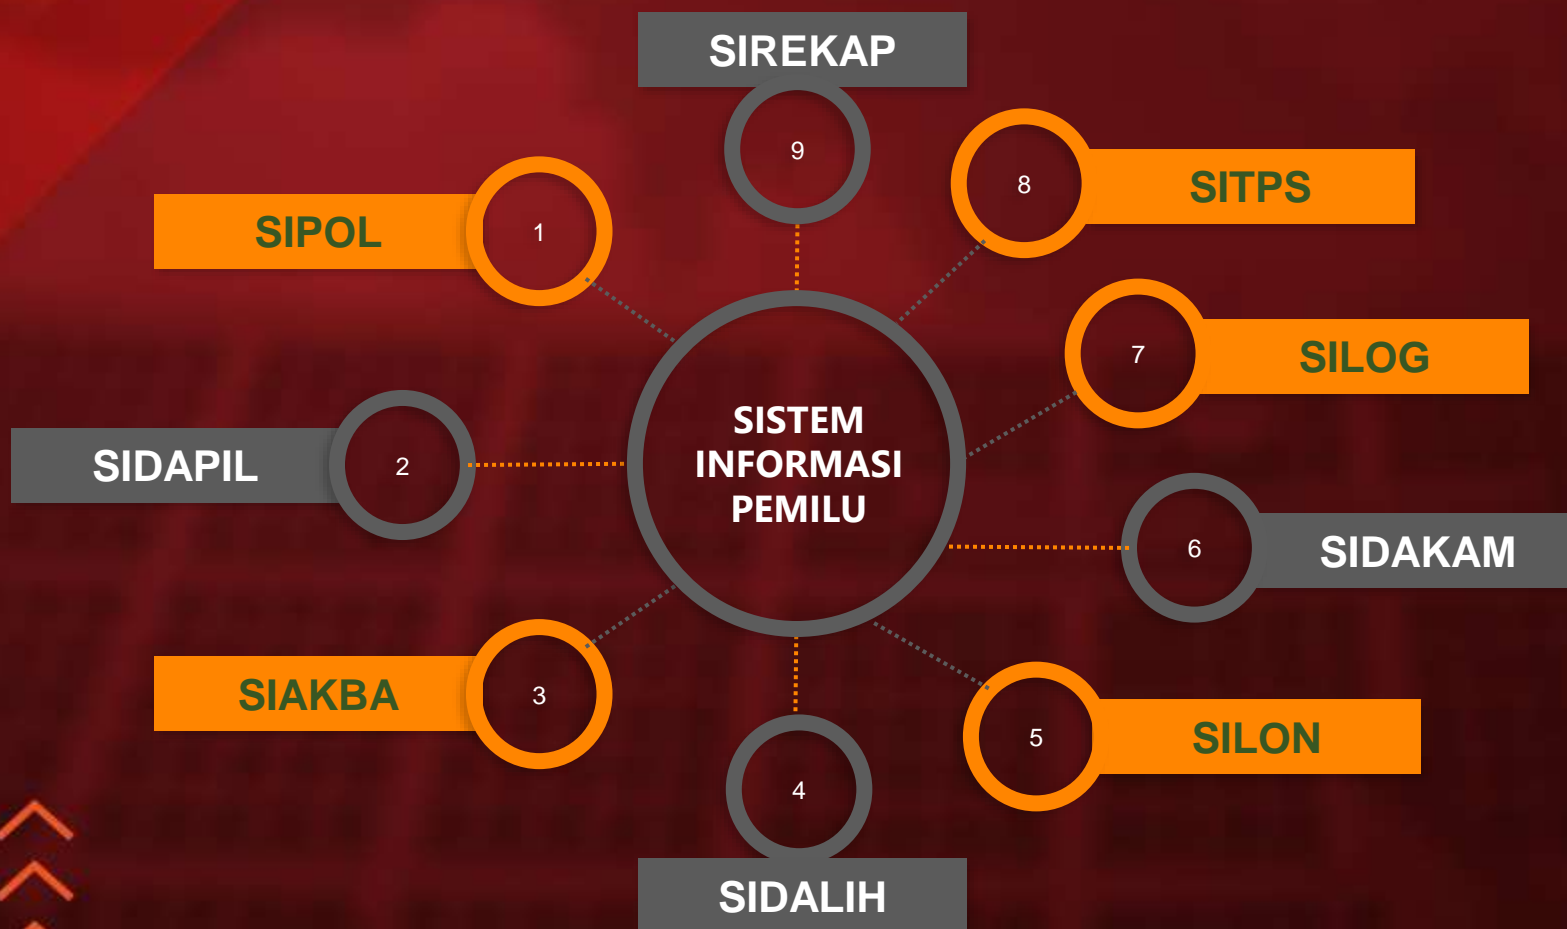 SIREKAP
9
8
SITPS
SIPOL
1
7
SILOG
SISTEM
INFORMASI
PEMILU
SIDAPIL
2
6
SIDAKAM
SIAKBA
3
5
SILON
4
SIDALIH